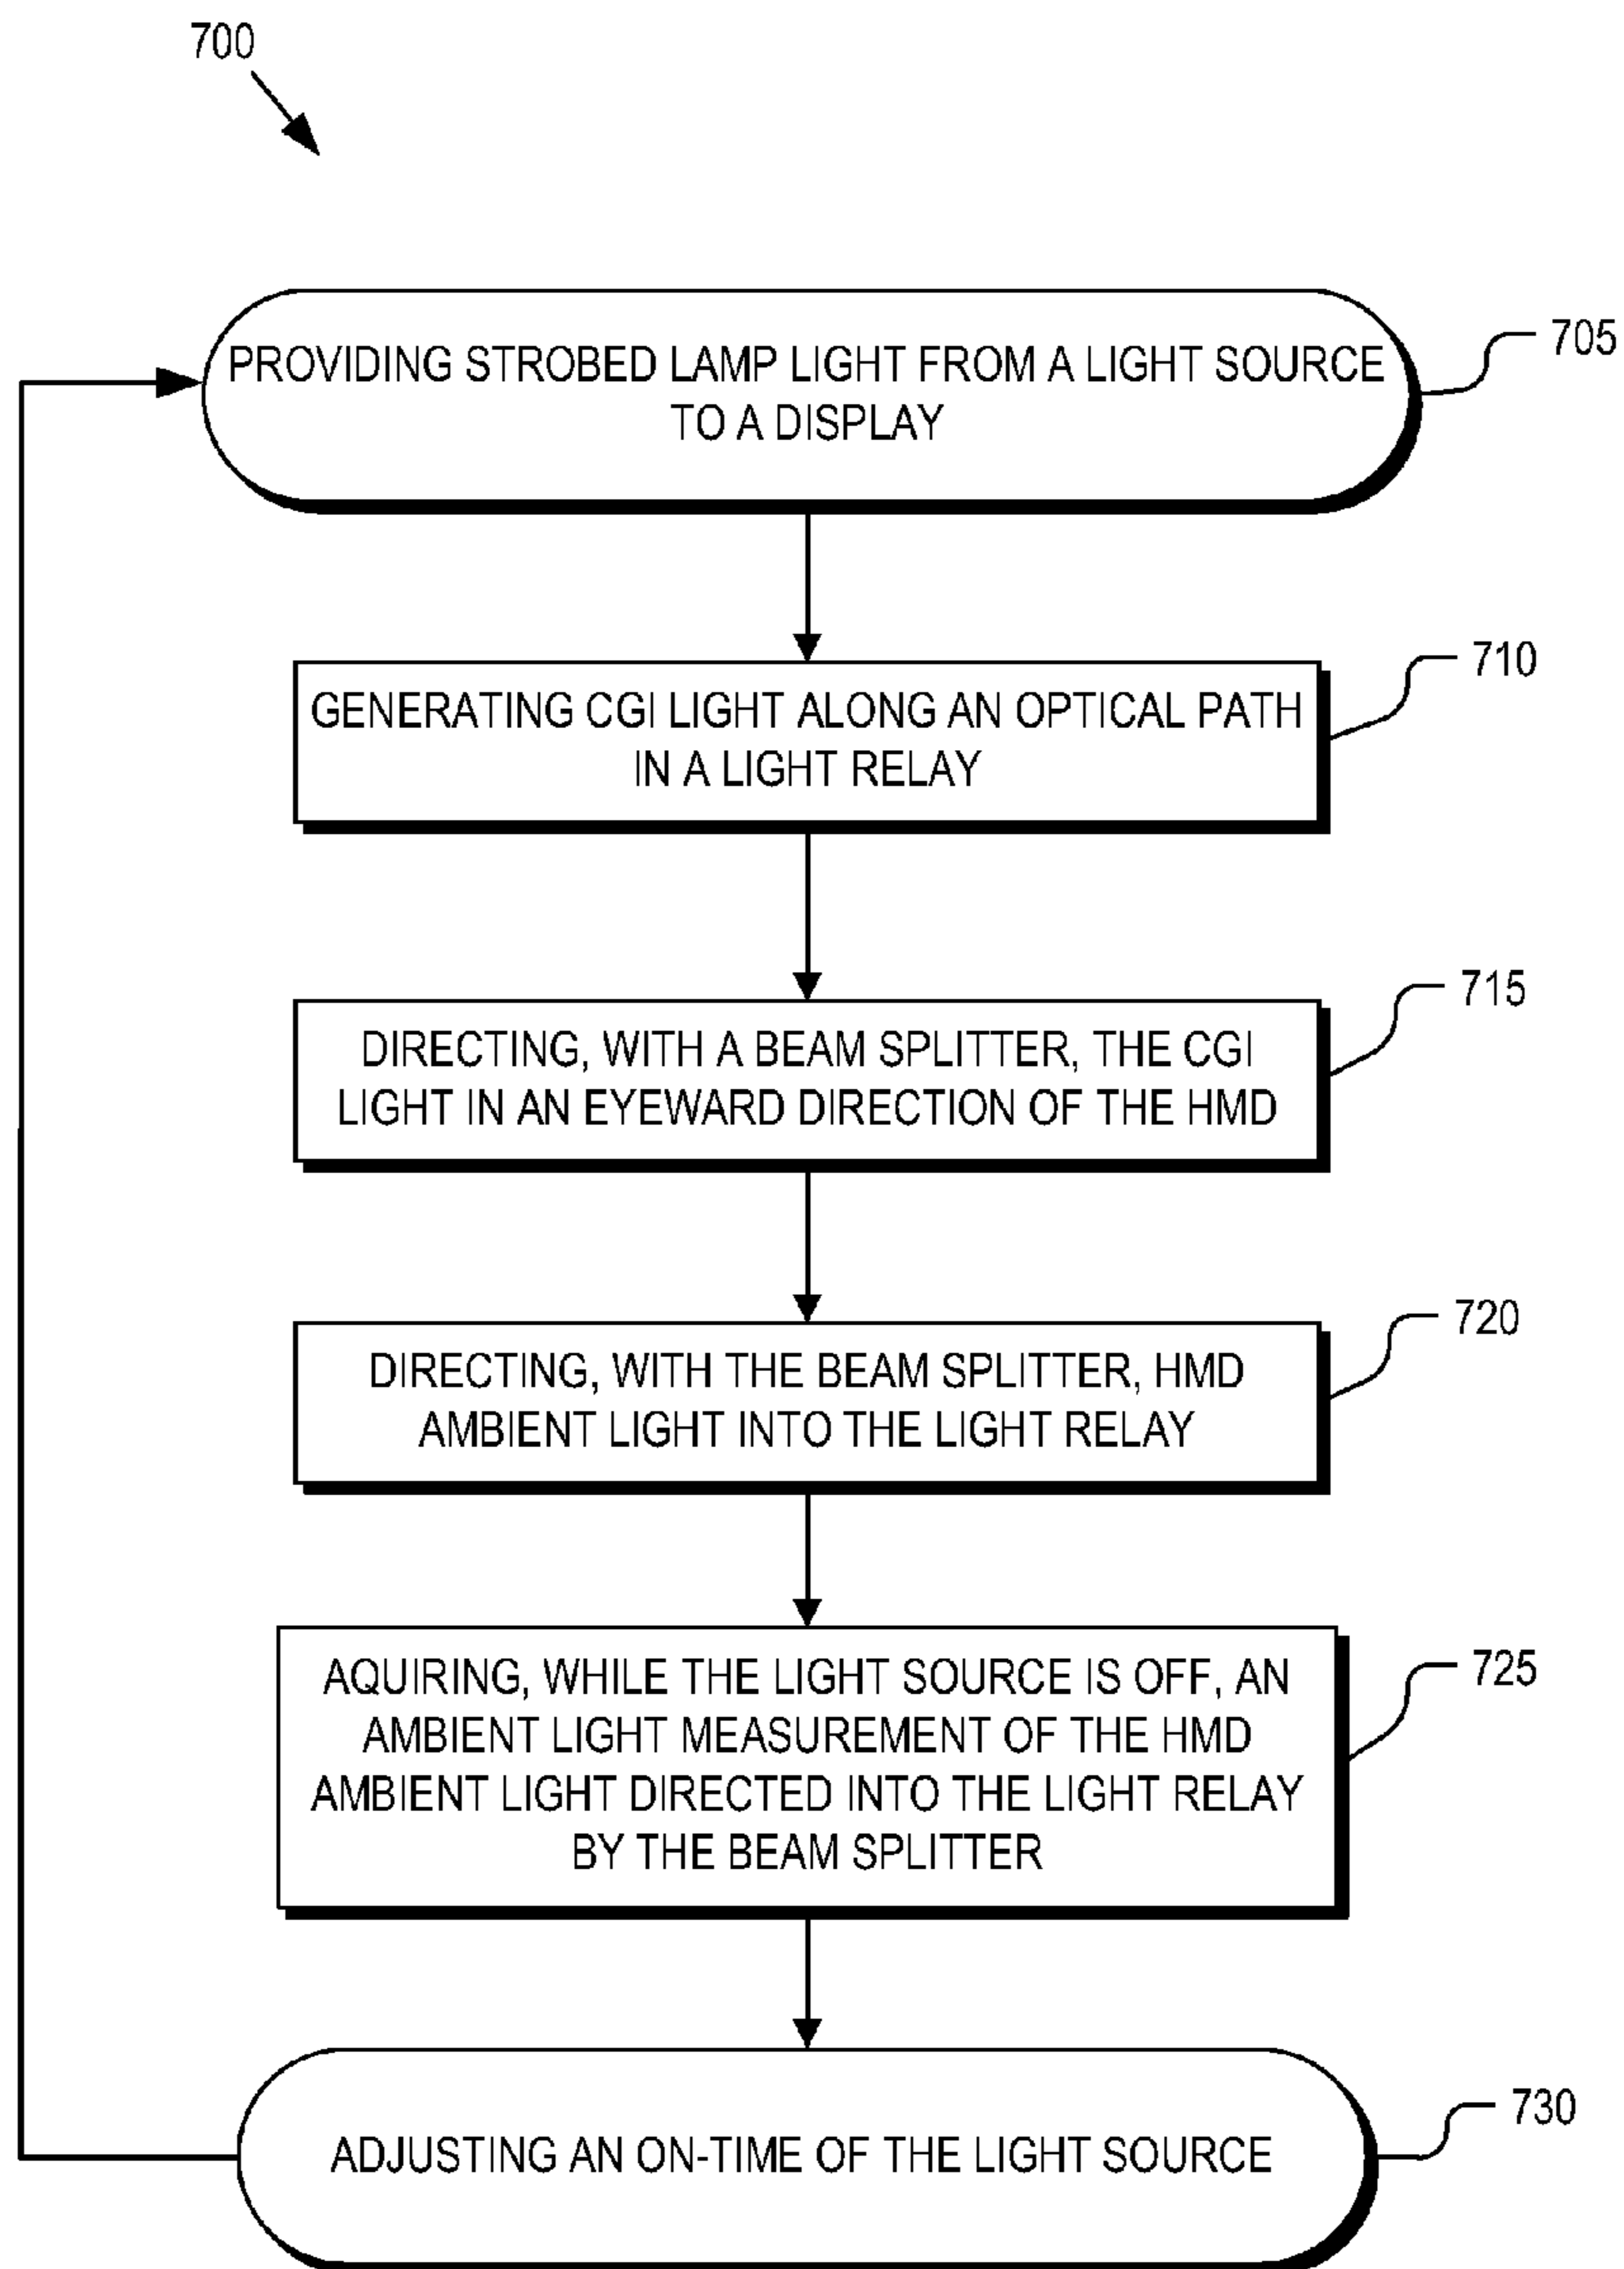 700
PROVIDING STROBED LAMP LIGHT FROM A LIGHT SOURCE
TO A DISPLAY
705
GENERATING CGI LIGHT ALONG AN OPTICAL PATH
IN A LIGHT RELAY
710
DIRECTING, WITH A BEAM SPLITTER, THE CGI
LIGHT IN AN EYEWARD DIRECTION OF THE HMD
715
DIRECTING, WITH THE BEAM SPLITTER, HMD
AMBIENT LIGHT INTO THE LIGHT RELAY
720
AQUIRING, WHILE THE LIGHT SOURCE IS OFF, AN
AMBIENT LIGHT MEASUREMENT OF THE HMD
AMBIENT LIGHT DIRECTED INTO THE LIGHT RELAY
BY THE BEAM SPLITTER
725
ADJUSTING AN ON-TIME OF THE LIGHT SOURCE
730